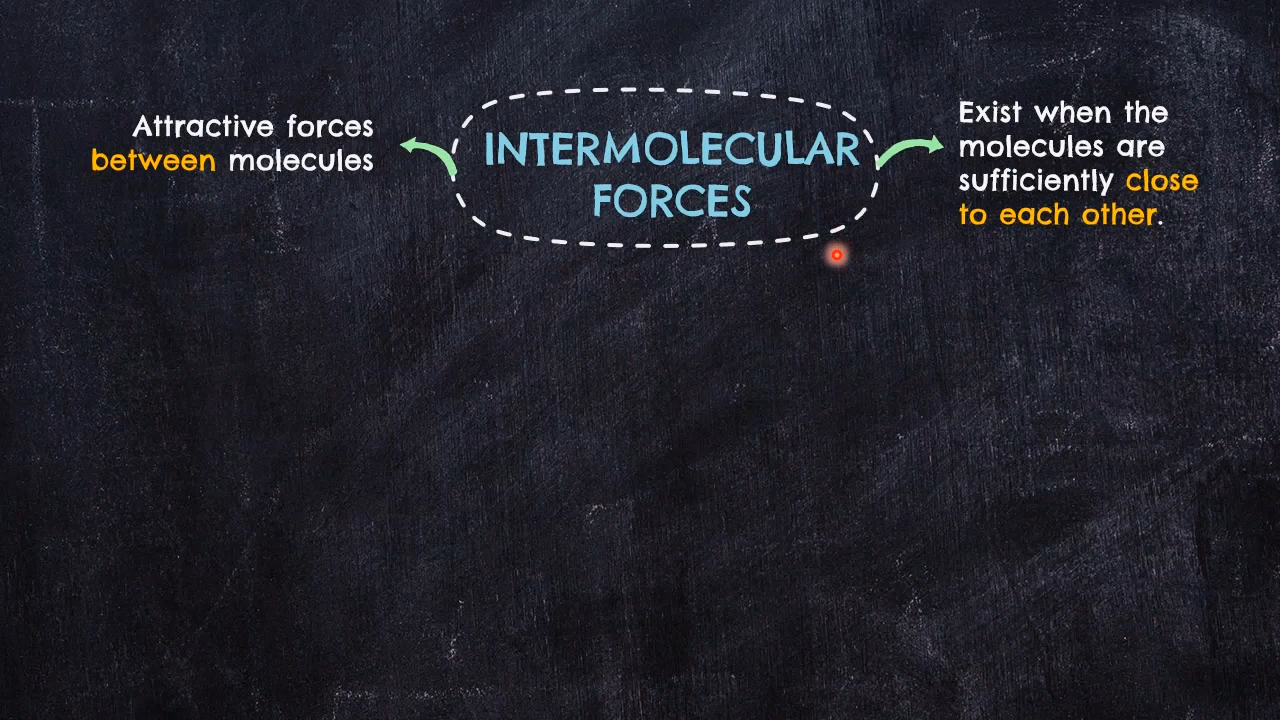 Attractive forces
between molecules
INTERMOLECULAR
FORCES
Exist when the
molecules are
sufficiently close
to each other.